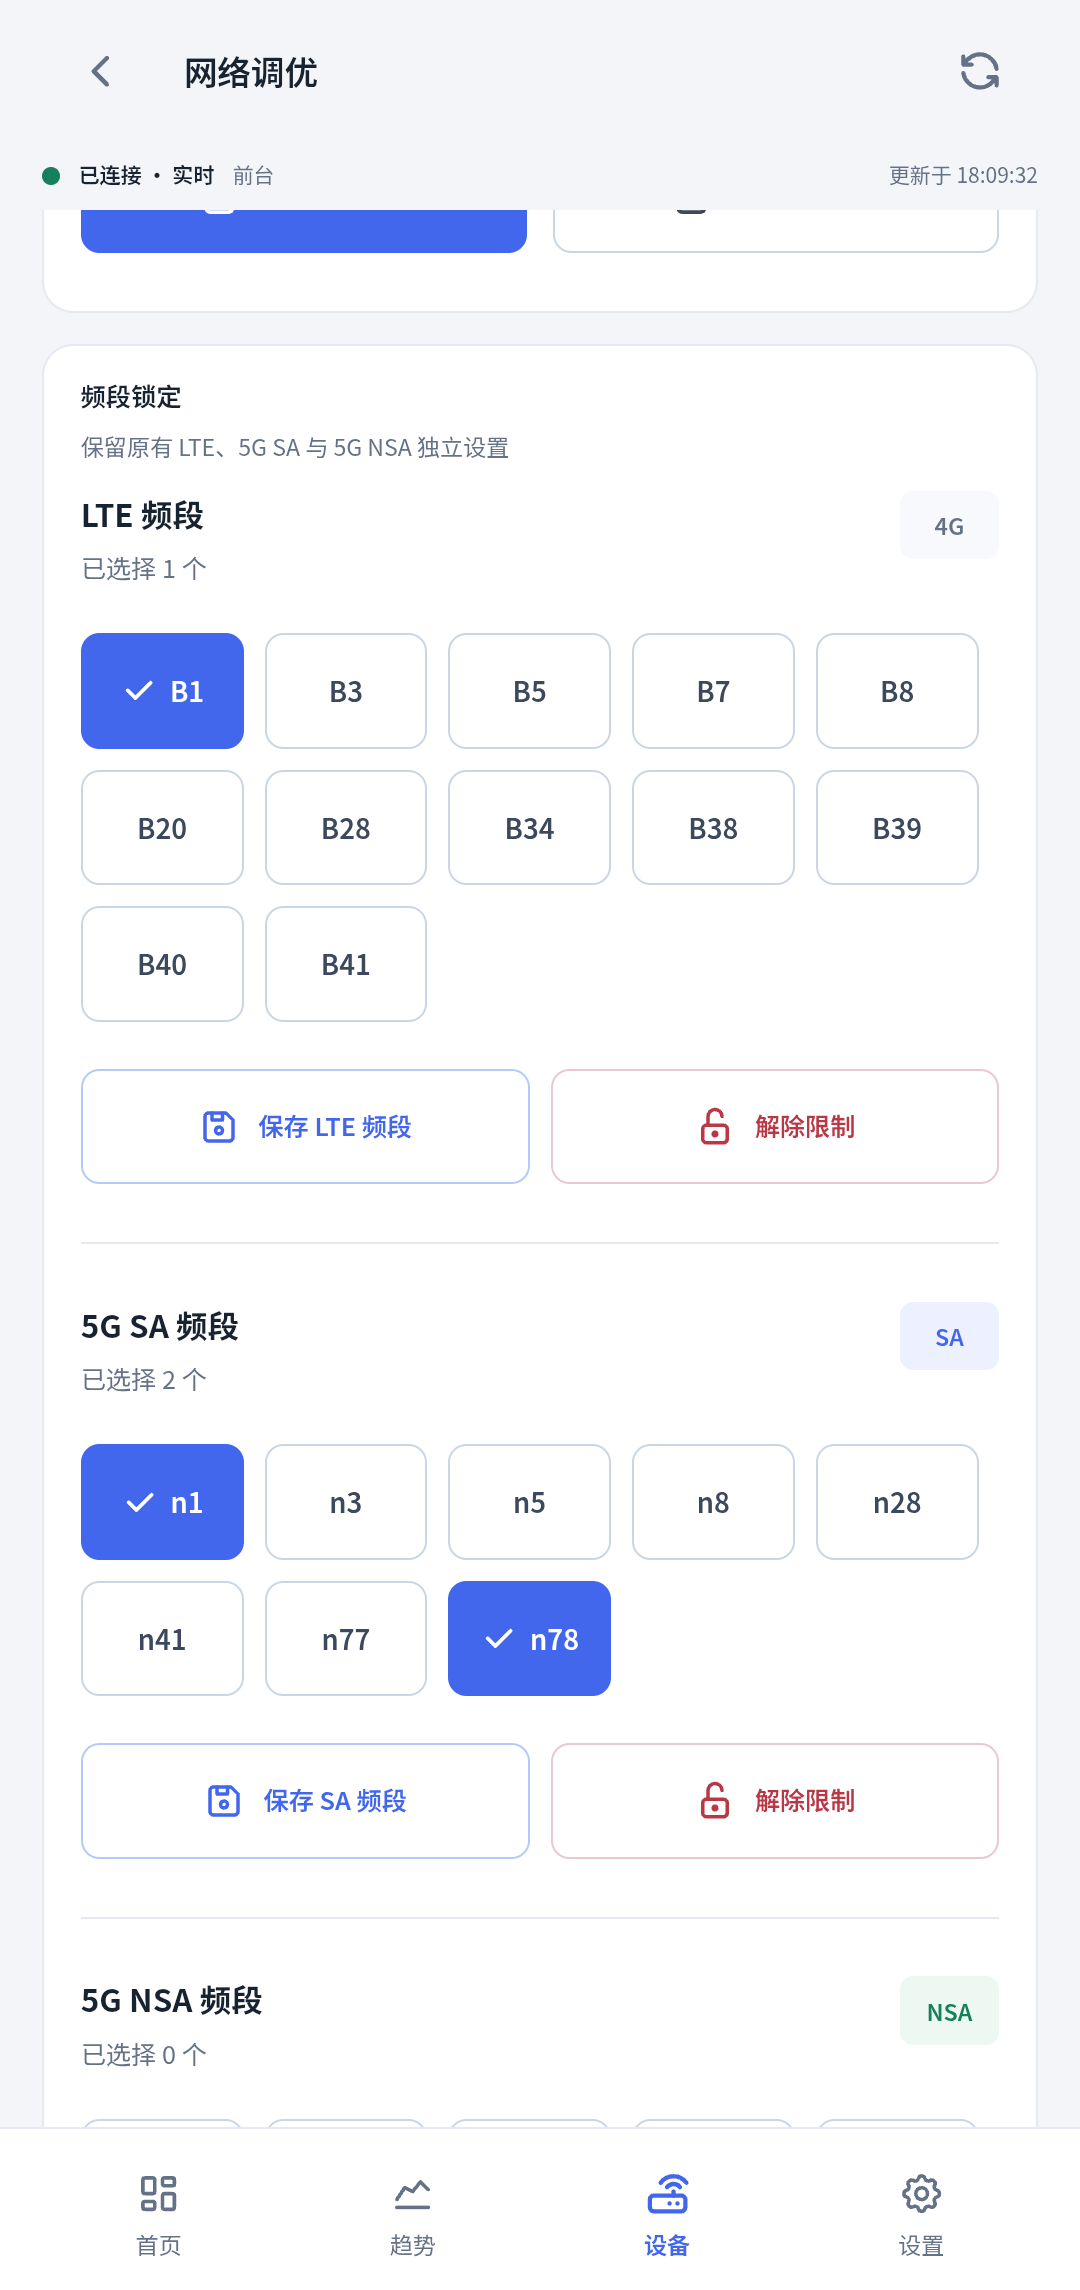 网络调优
已连接 • 实时 前台 更新于 18:09:32
频段锁定
保留原有 LTE、5G SA 与 5G NSA 独立设置
LTE 频段 4G
已选择 1 个
B1 B3 B5 B7 B8
B20 B28 B34 B38 B39
B40 B41
保存 LTE 频段 解除限制
5G SA 频段 SA
已选择 2 个
n1 n3 n5 n8 n28
n41 n77 n78
保存 SA 频段 解除限制
5G NSA 频段 NSA
已选择 0 个
首页 趋势 设备 设置